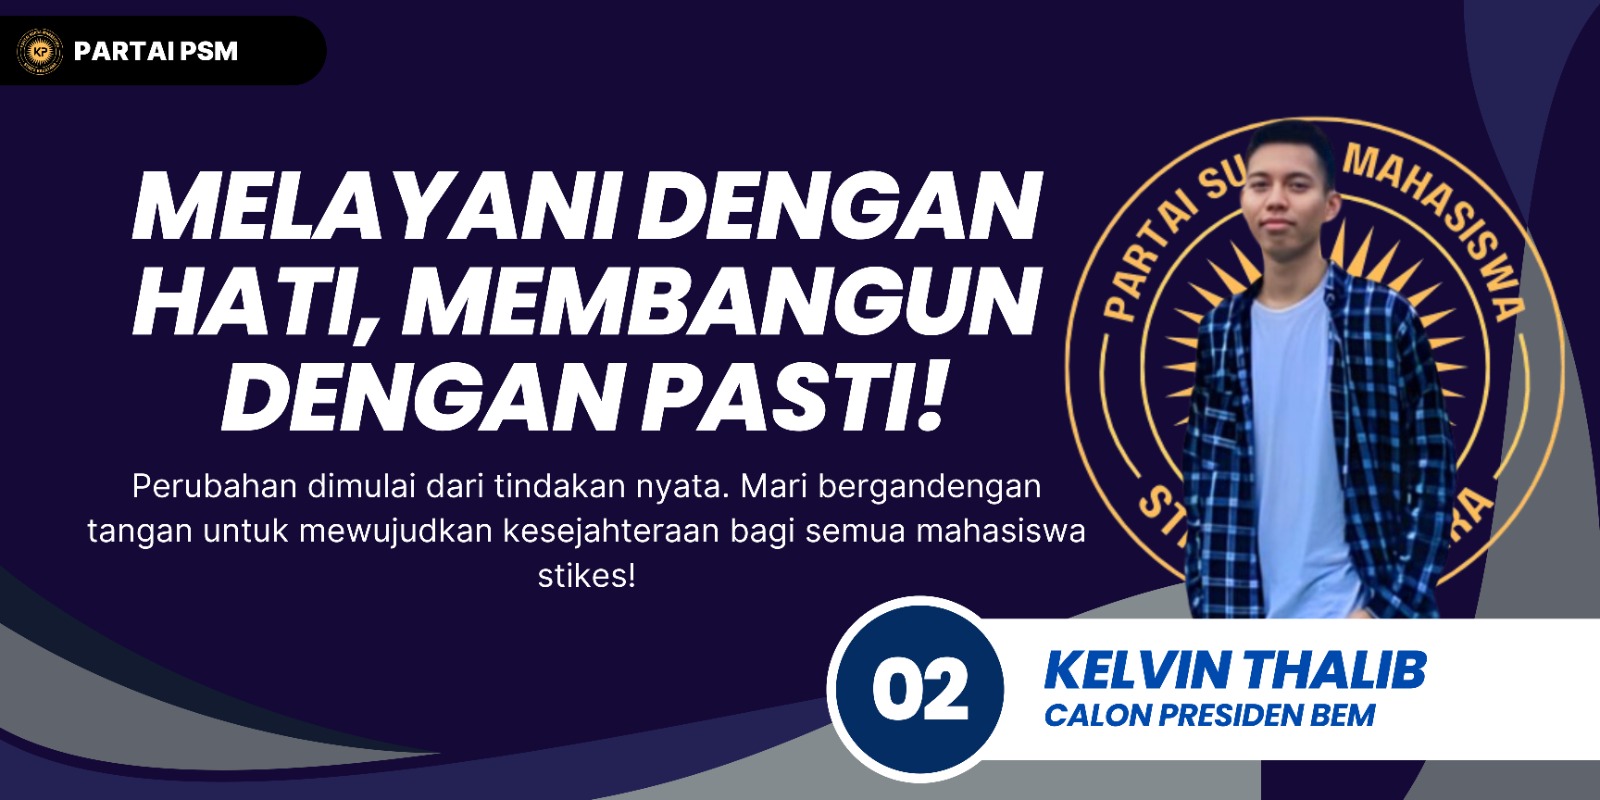 PARTAI PSM
MELAYANI DENGAN
HATI, MEMBANGUN
DENGAN PASTI!
Perubahan dimulai dari tindakan nyata. Mari bergandengan
tangan untuk mewujudkan kesejahteraan bagi semua mahasiswa
stikes!
PARTAI MAHASISWA
02
KELVIN THALIB
CALON PRESIDEN BEM